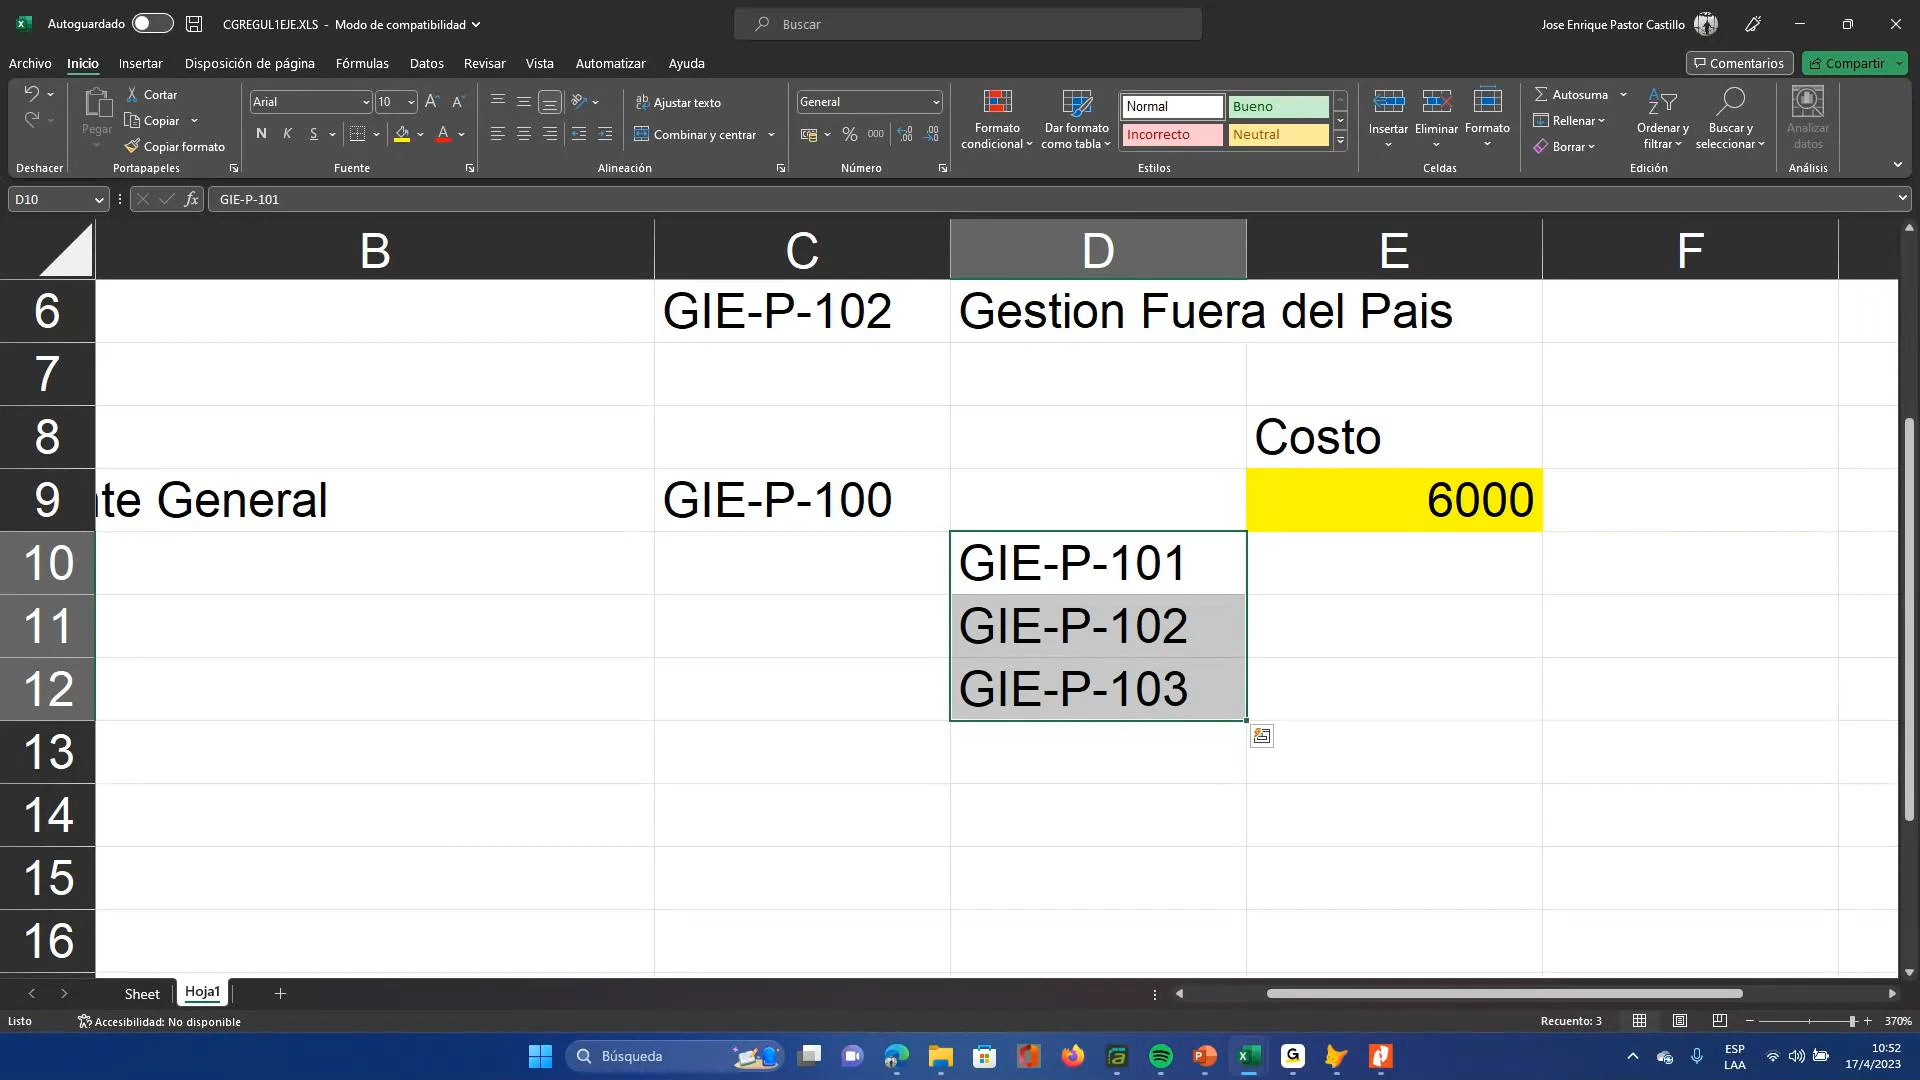 Autoguardado
CGREGUL1EJE.XLS - Modo de compatibilidad
Buscar
Jose Enrique Pastor Castillo
Archivo Inicio Insertar Disposición de página Fórmulas Datos Revisar Vista Automatizar Ayuda
Comentarios Compartir
Pegar
Cortar
Copiar
Copiar formato
Arial 10
N K S
A A
Ajustar texto
Combinar y centrar
General
% 000
Formato condicional
Dar formato como tabla
Normal Bueno
Incorrecto Neutral
Insertar Eliminar Formato
Autosuma
Rellenar
Borrar
Ordenar y filtrar
Buscar y seleccionar
Analizar datos
Deshacer Portapapeles Fuente Alineación Número Estilos Celdas Edición Análisis
D10 fx GIE-P-101
B C D E F
6 GIE-P-102 Gestion Fuera del Pais
7
8 Costo
9 nte General GIE-P-100 6000
10 GIE-P-101
11 GIE-P-102
12 GIE-P-103
13
14
15
16
Sheet Hoja1
Listo Accesibilidad: No disponible Recuento: 3 370%
Búsqueda
ESP LAA
10:52
17/4/2023